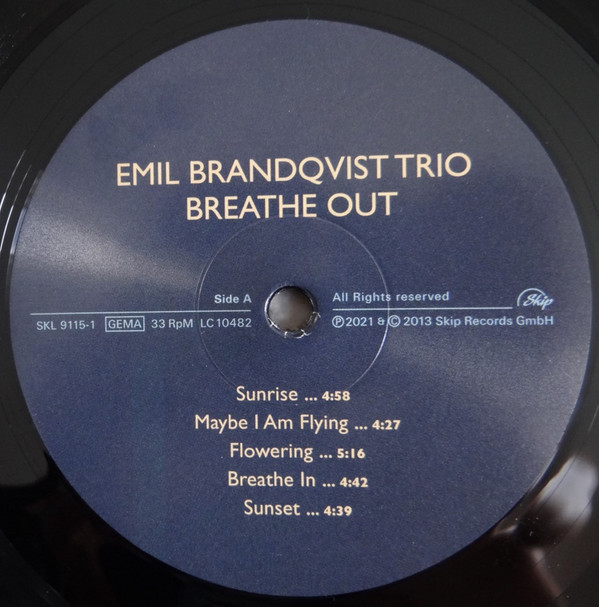 EMIL BRANDQVIST TRIO
BREATHE OUT
Side A
All Rights reserved
Skip
SKL 9115-1 GEMA 33 RpM LC 10482
℗ 2021 & © 2013 Skip Records GmbH
Sunrise ... 4:58
Maybe I Am Flying ... 4:27
Flowering ... 5:16
Breathe In ... 4:42
Sunset ... 4:39